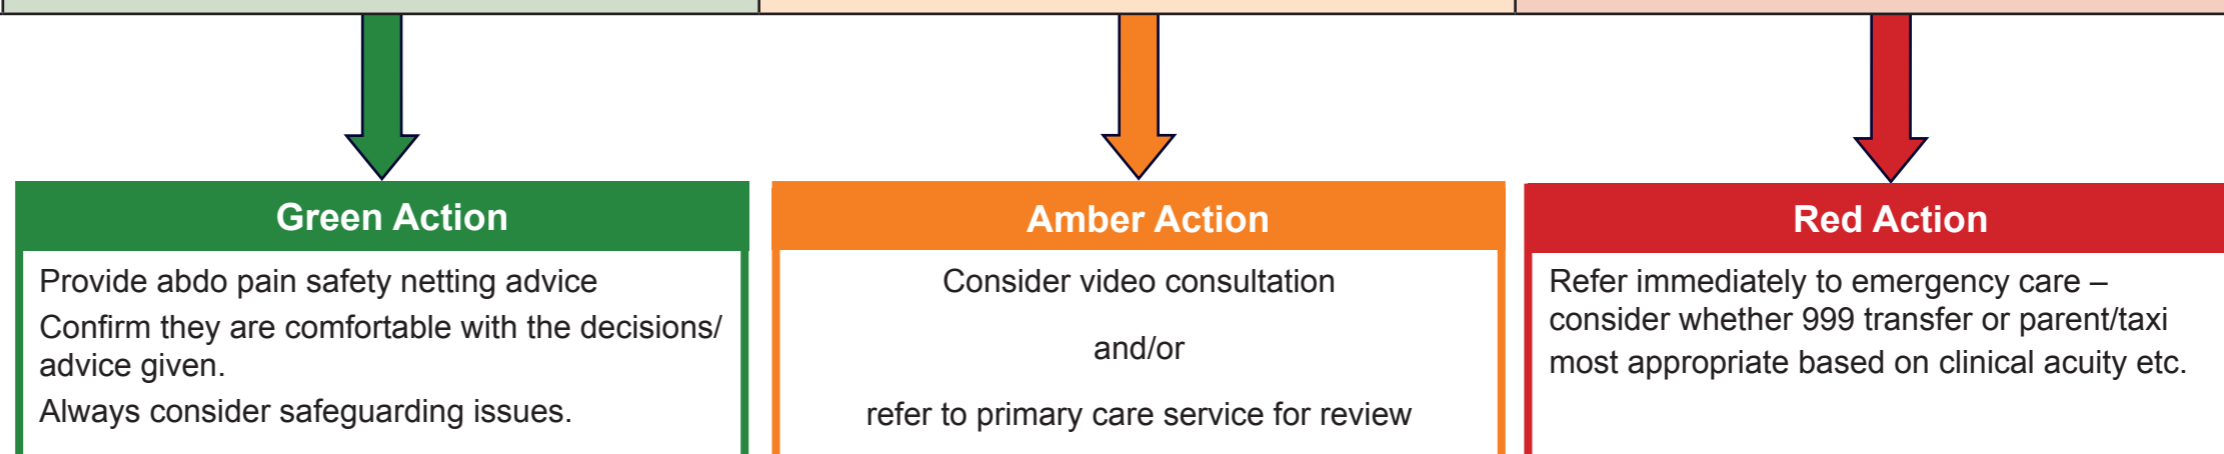 Green Action
Provide abdo pain safety netting advice
Confirm they are comfortable with the decisions/
advice given.
Always consider safeguarding issues.
Amber Action
Consider video consultation
and/or
refer to primary care service for review
Red Action
Refer immediately to emergency care –
consider whether 999 transfer or parent/taxi
most appropriate based on clinical acuity etc.